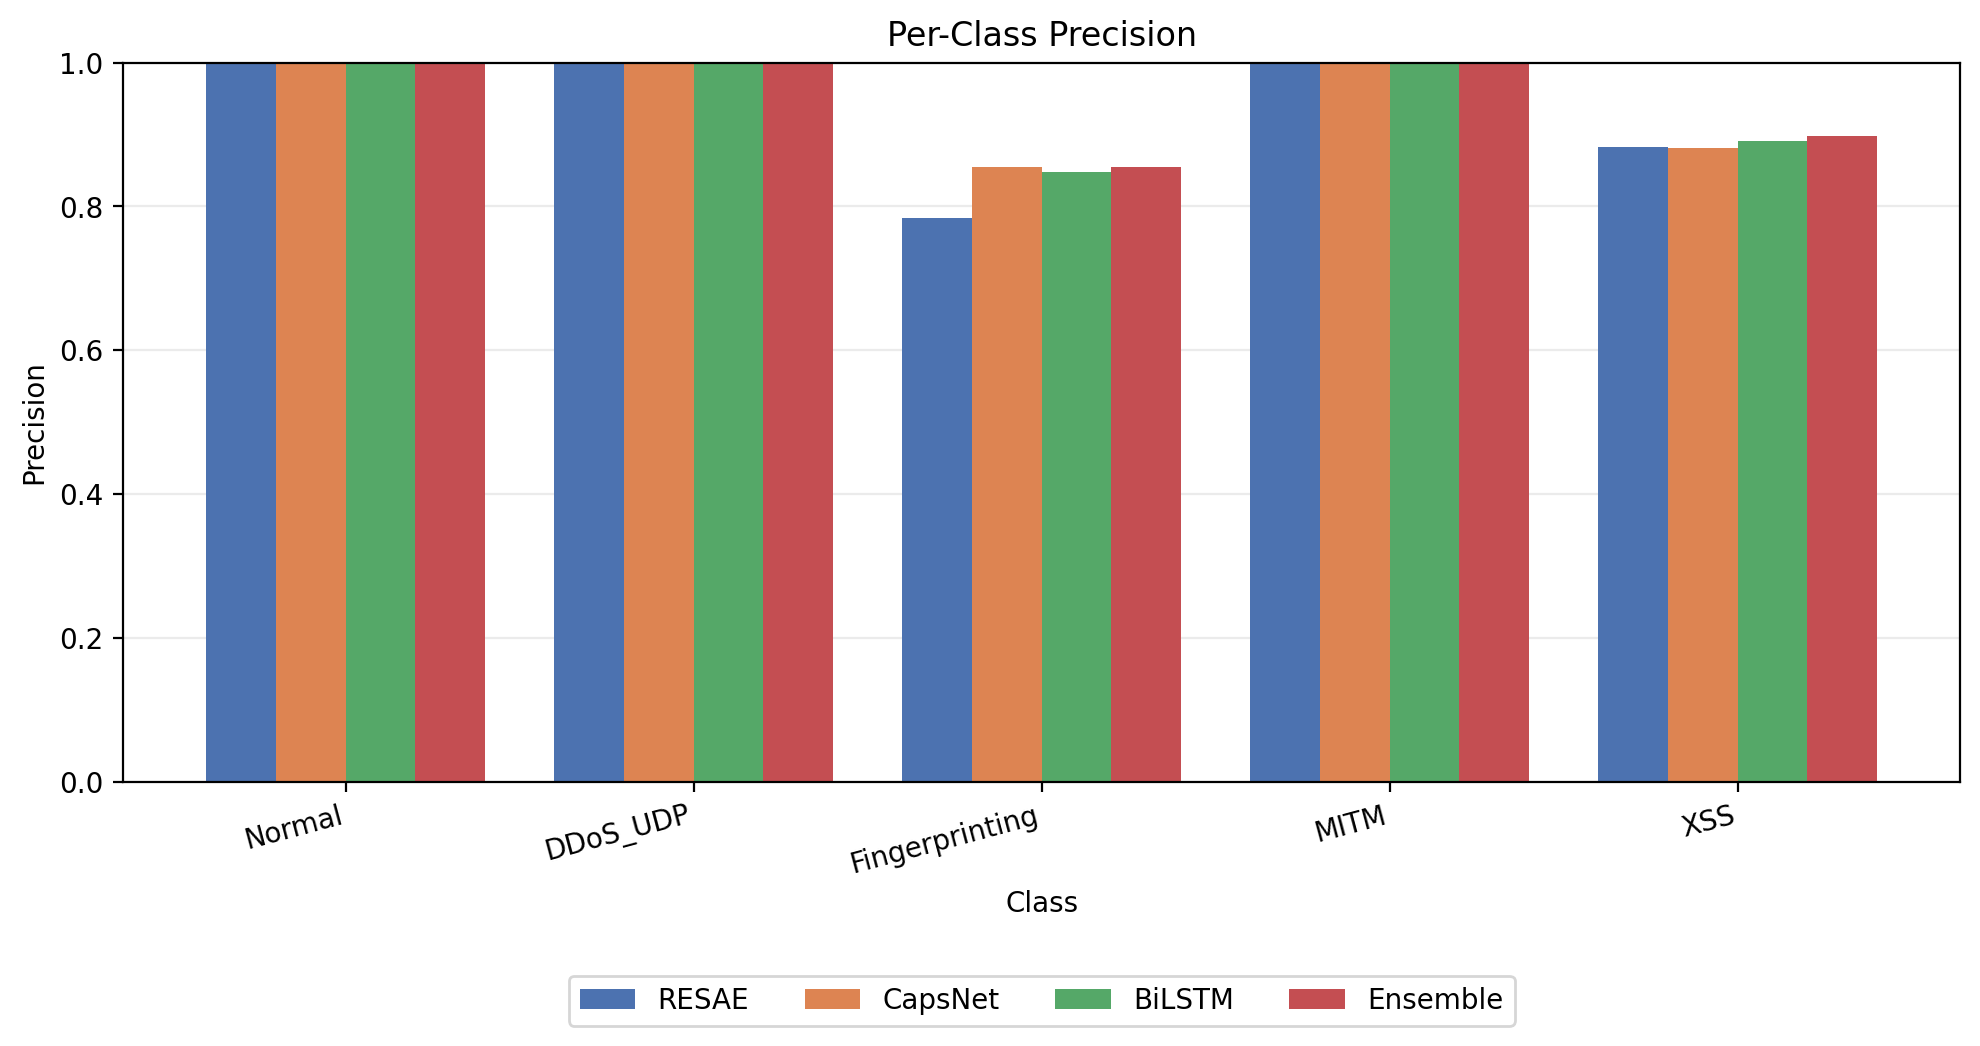 Per-Class Precision
1.0
0.8
0.6
0.4
0.2
0.0
Precision
Normal
DDoS_UDP
Fingerprinting
MITM
XSS
Class
RESAE
CapsNet
BiLSTM
Ensemble